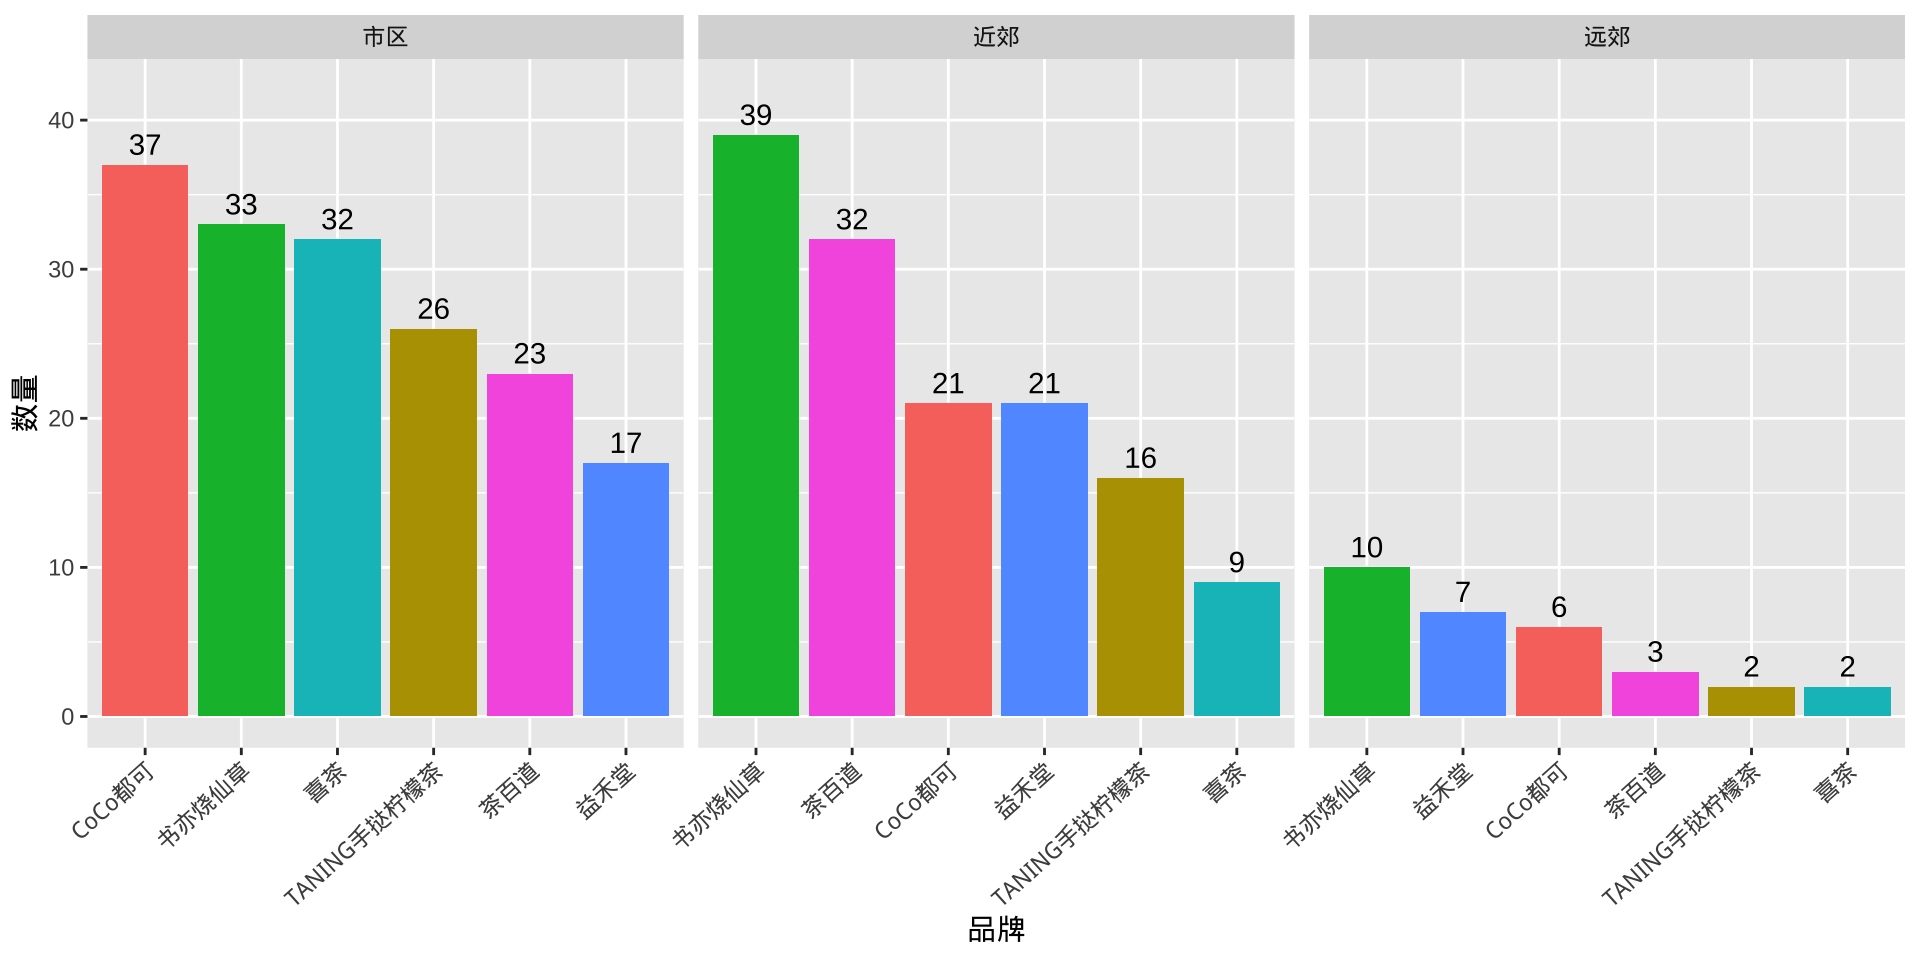 市区 近郊 远郊
数量
40
30
20
10
0
37 33 32 26 23 17
39 32 21 21 16 9
10 7 6 3 2 2
CoCo都可 书亦烧仙草 喜茶 TANING手挞柠檬茶 茶百道 益禾堂
书亦烧仙草 茶百道 CoCo都可 益禾堂 TANING手挞柠檬茶 喜茶
书亦烧仙草 益禾堂 CoCo都可 茶百道 TANING手挞柠檬茶 喜茶
品牌